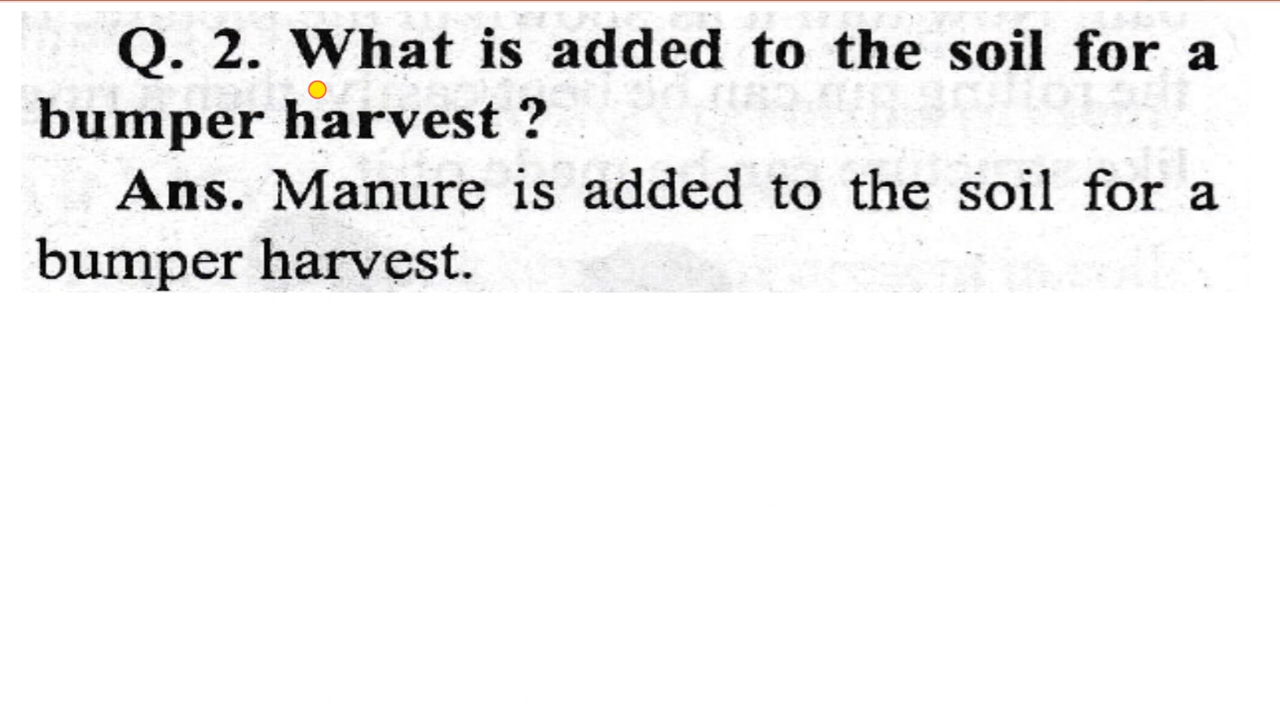 Q. 2. What is added to the soil for a
bumper harvest ?
Ans. Manure is added to the soil for a
bumper harvest.